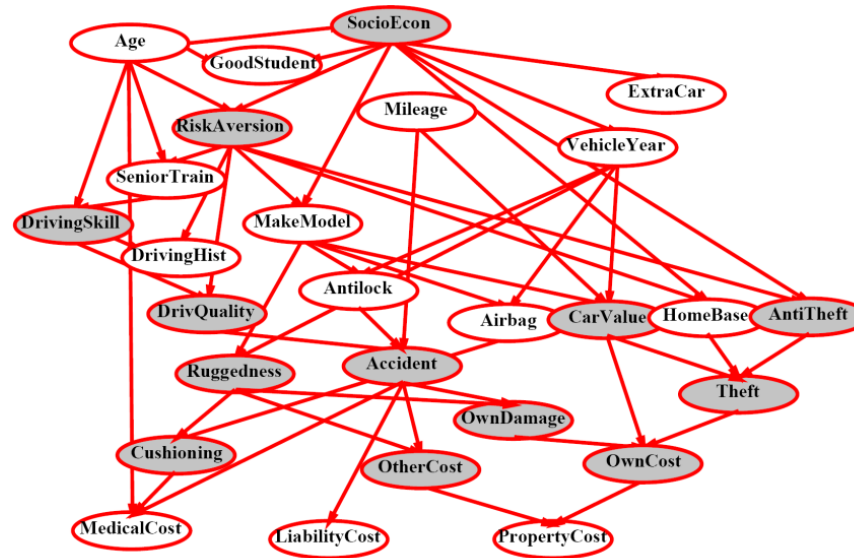 SocioEcon
Age
GoodStudent
ExtraCar
Mileage
RiskAversion
VehicleYear
SeniorTrain
DrivingSkill
MakeModel
DrivingHist
Antilock
DrivQuality
Airbag
CarValue
HomeBase
AntiTheft
Accident
Ruggedness
Theft
OwnDamage
Cushioning
OtherCost
OwnCost
MedicalCost
LiabilityCost
PropertyCost